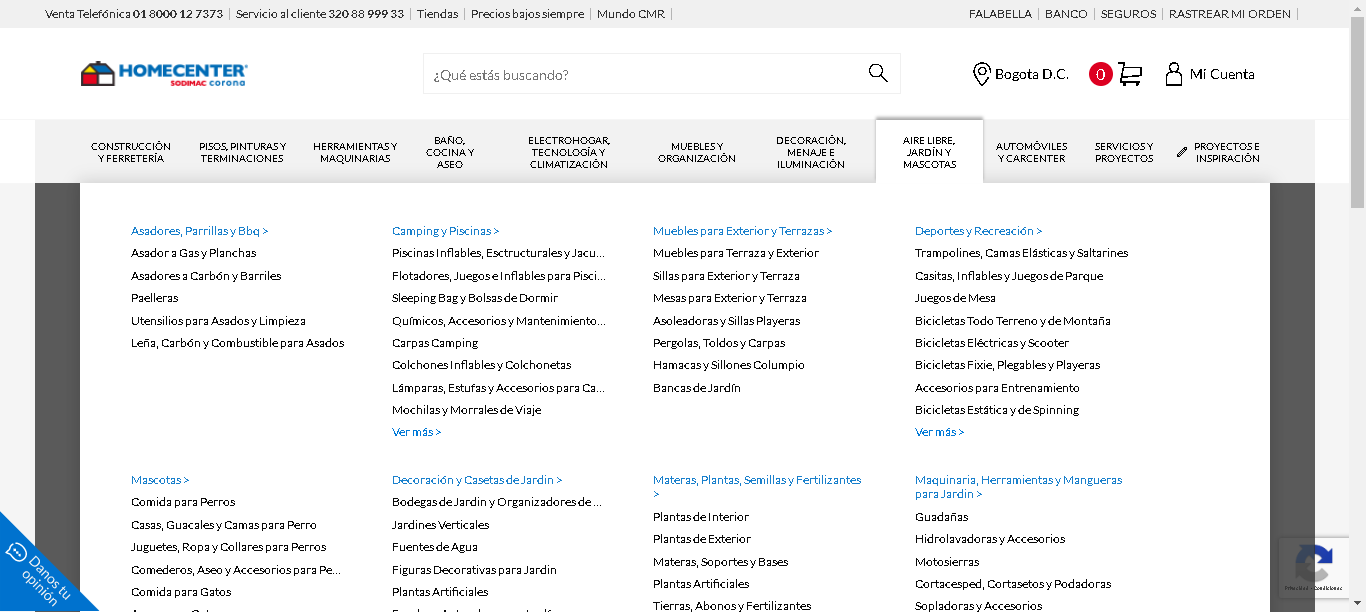 Venta Telefónica 01 8000 12 7373 Servicio al cliente 320 88 999 33 Tiendas Precios bajos siempre Mundo CMR FALABELLA BANCO SEGUROS RASTREAR MI ORDEN
HOMECENTER
SODIMAC corona
¿Qué estás buscando?
Bogota D.C.
0
Mi Cuenta
CONSTRUCCIÓN
Y FERRETERÍA
PISOS, PINTURAS Y
TERMINACIONES
HERRAMIENTAS Y
MAQUINARIAS
BAÑO,
COCINA Y
ASEO
ELECTROHOGAR,
TECNOLOGÍA Y
CLIMATIZACIÓN
MUEBLES Y
ORGANIZACIÓN
DECORACIÓN,
MENAJE E
ILUMINACIÓN
AIRE LIBRE,
JARDÍN Y
MASCOTAS
AUTOMÓVILES
Y CARCENTER
SERVICIOS Y
PROYECTOS
PROYECTOS E
INSPIRACIÓN
Asadores, Parrillas y Bbq >
Asador a Gas y Planchas
Asadores a Carbón y Barriles
Paelleras
Utensilios para Asados y Limpieza
Leña, Carbón y Combustible para Asados
Camping y Piscinas >
Piscinas Inflables, Esctructurales y Jacu...
Flotadores, Juegos e Inflables para Pisci...
Sleeping Bag y Bolsas de Dormir
Químicos, Accesorios y Mantenimiento...
Carpas Camping
Colchones Inflables y Colchonetas
Lámparas, Estufas y Accesorios para Ca...
Mochilas y Morrales de Viaje
Ver más >
Muebles para Exterior y Terrazas >
Muebles para Terraza y Exterior
Sillas para Exterior y Terraza
Mesas para Exterior y Terraza
Asoleadoras y Sillas Playeras
Pergolas, Toldos y Carpas
Hamacas y Sillones Columpio
Bancas de Jardín
Deportes y Recreación >
Trampolines, Camas Elásticas y Saltarines
Casitas, Inflables y Juegos de Parque
Juegos de Mesa
Bicicletas Todo Terreno y de Montaña
Bicicletas Eléctricas y Scooter
Bicicletas Fixie, Plegables y Playeras
Accesorios para Entrenamiento
Bicicletas Estática y de Spinning
Ver más >
Mascotas >
Comida para Perros
Casas, Guacales y Camas para Perro
Juguetes, Ropa y Collares para Perros
Comederos, Aseo y Accesorios para Pe...
Comida para Gatos
Decoración y Casetas de Jardin >
Bodegas de Jardin y Organizadores de ...
Jardines Verticales
Fuentes de Agua
Figuras Decorativas para Jardin
Plantas Artificiales
Materas, Plantas, Semillas y Fertilizantes
>
Plantas de Interior
Plantas de Exterior
Materas, Soportes y Bases
Plantas Artificiales
Tierras, Abonos y Fertilizantes
Maquinaria, Herramientas y Mangueras
para Jardin >
Guadañas
Hidrolavadoras y Accesorios
Motosierras
Cortacesped, Cortasetos y Podadoras
Sopladoras y Accesorios
Danos tu
opinión
Privacidad - Condiciones